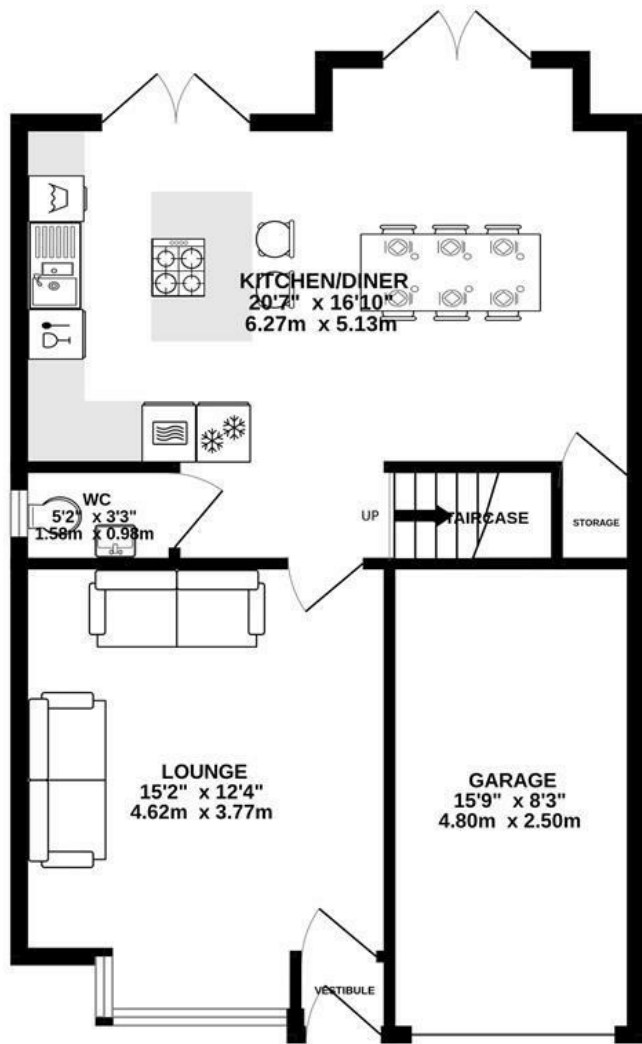 KITCHEN/DINER
20'7" x 16'10"
6.27m x 5.13m
WC
5'2" x 3'3"
1.58m x 0.98m
UP
TAIRCASE
STORAGE
LOUNGE
15'2" x 12'4"
4.62m x 3.77m
GARAGE
15'9" x 8'3"
4.80m x 2.50m
VESTIBULE